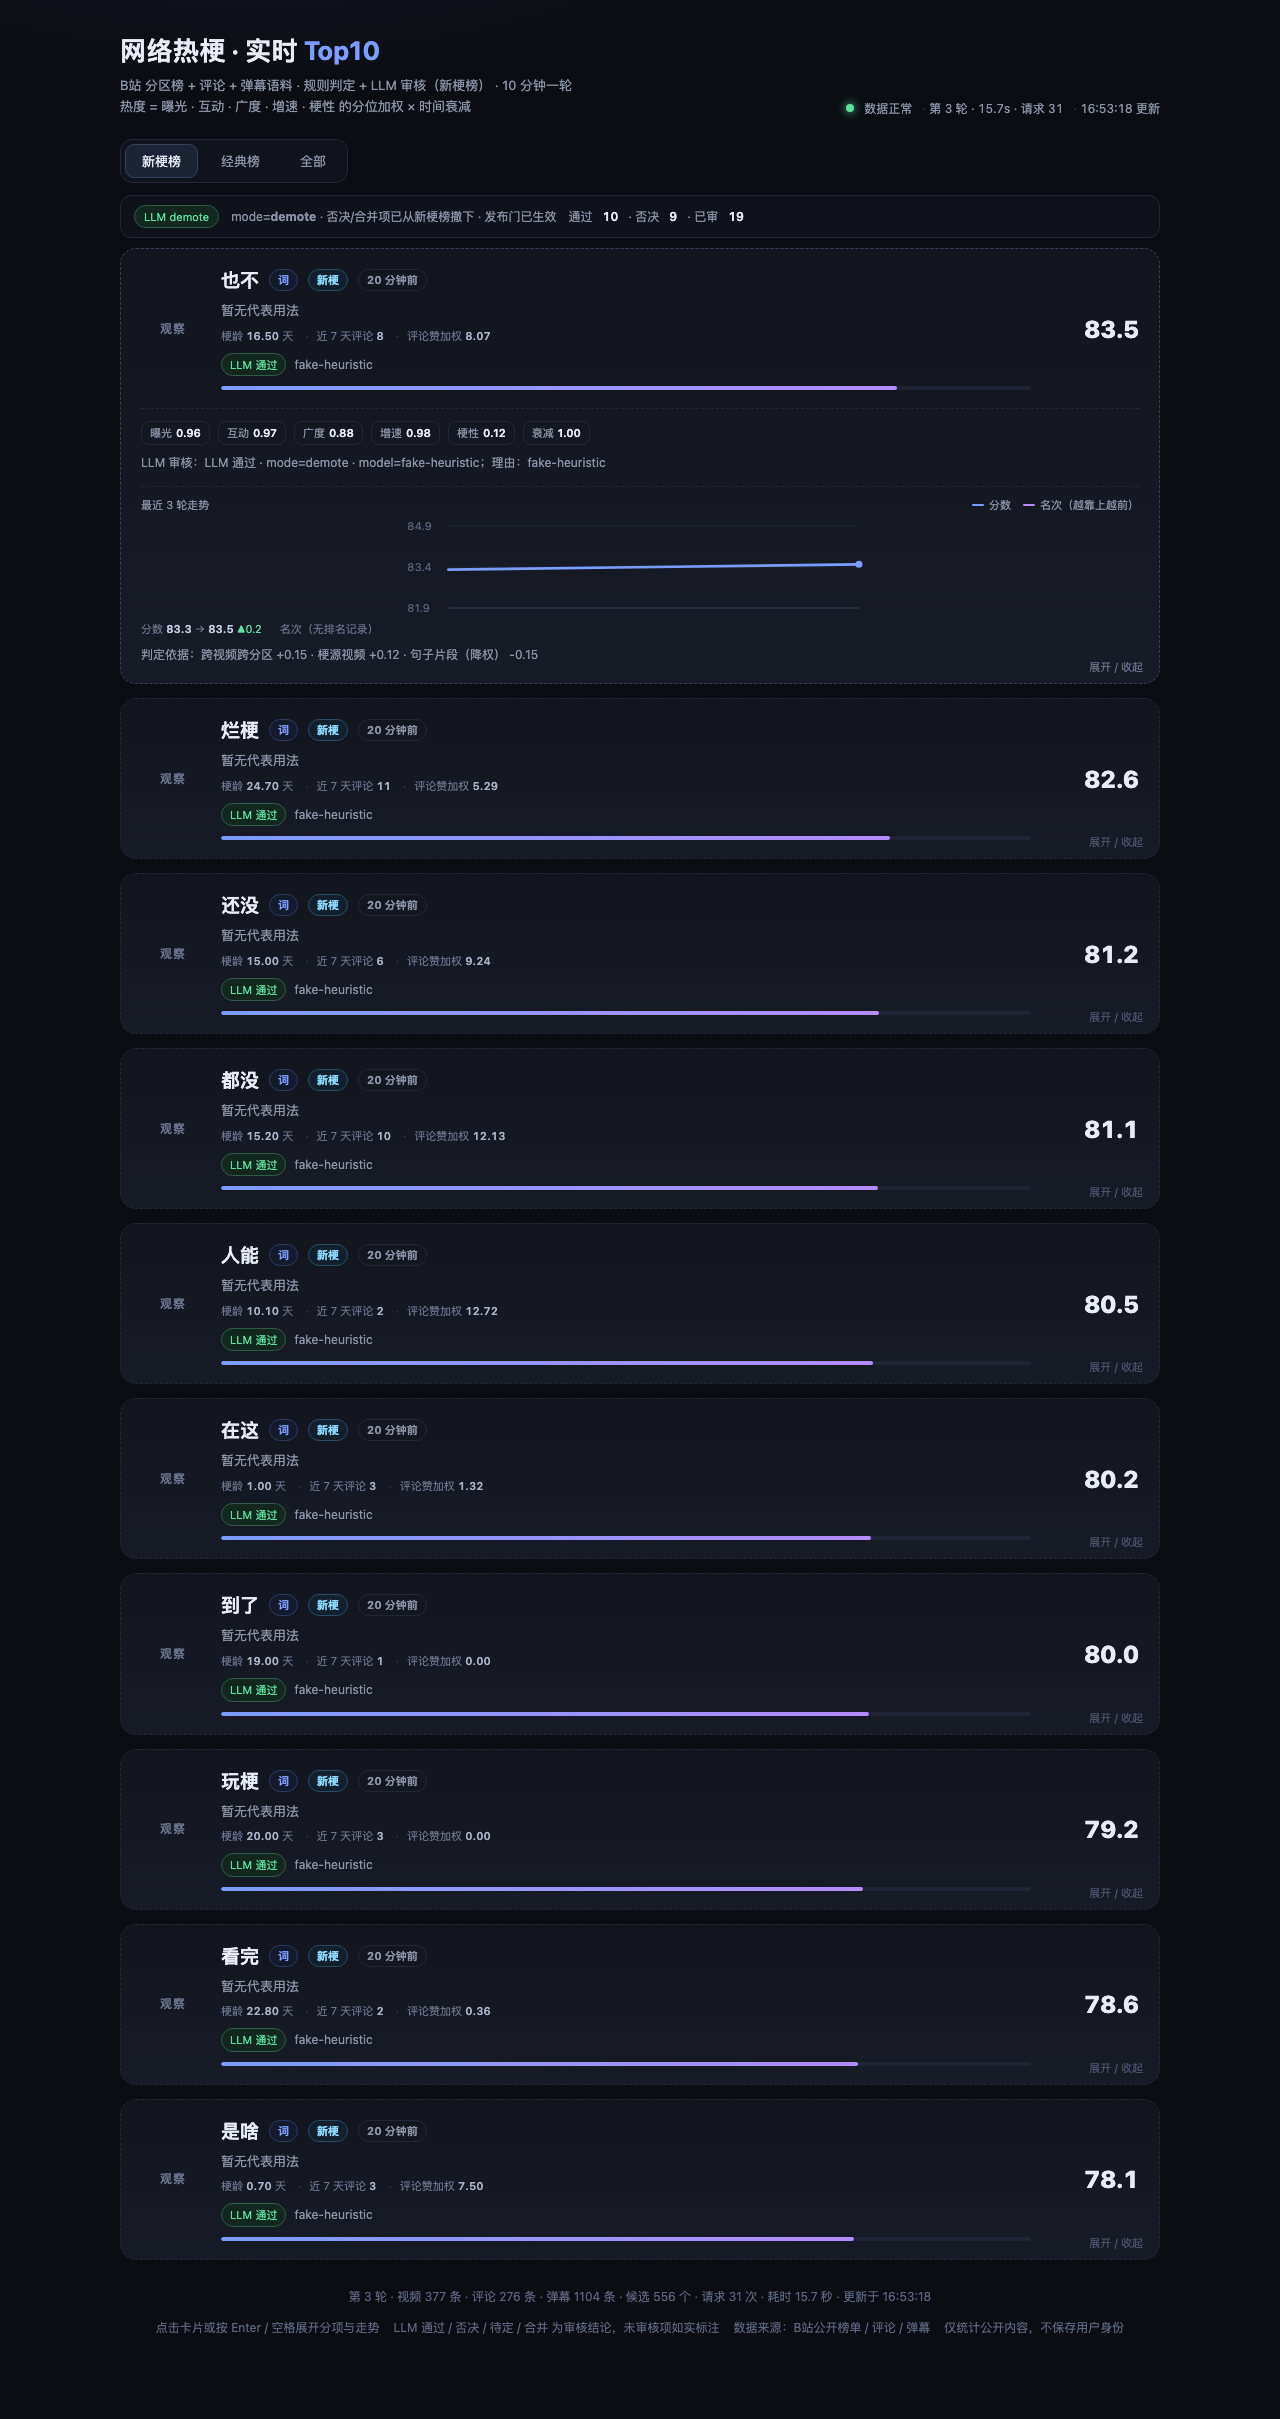 网络热梗 · 实时 Top10
B站 分区榜 + 评论 + 弹幕语料 · 规则判定 + LLM 审核（新梗榜） · 10 分钟一轮
热度 = 曝光 · 互动 · 广度 · 增速 · 梗性 的分位加权 × 时间衰减
数据正常 · 第 3 轮 · 15.7s · 请求 31 · 16:53:18 更新
新梗榜 经典榜 全部
LLM demote mode=demote · 否决/合并项已从新梗榜撤下 · 发布门已生效 通过 10 · 否决 9 · 已审 19
也不 词 新梗 20 分钟前
暂无代表用法
观察
83.5
梗龄 16.50 天 · 近 7 天评论 8 · 评论赞加权 8.07
LLM 通过 fake-heuristic
曝光 0.96 互动 0.97 广度 0.88 增速 0.98 梗性 0.12 衰减 1.00
LLM 审核：LLM 通过 · mode=demote · model=fake-heuristic；理由：fake-heuristic
最近 3 轮走势 分数 名次（越靠上越前）
84.9
83.4
81.9
分数 83.3 → 83.5 ▲0.2 名次（无排名记录）
判定依据：跨视频跨分区 +0.15 · 梗源视频 +0.12 · 句子片段（降权） -0.15
展开 / 收起
烂梗 词 新梗 20 分钟前
暂无代表用法
观察
82.6
梗龄 24.70 天 · 近 7 天评论 11 · 评论赞加权 5.29
LLM 通过 fake-heuristic
展开 / 收起
还没 词 新梗 20 分钟前
暂无代表用法
观察
81.2
梗龄 15.00 天 · 近 7 天评论 6 · 评论赞加权 9.24
LLM 通过 fake-heuristic
展开 / 收起
都没 词 新梗 20 分钟前
暂无代表用法
观察
81.1
梗龄 15.20 天 · 近 7 天评论 10 · 评论赞加权 12.13
LLM 通过 fake-heuristic
展开 / 收起
人能 词 新梗 20 分钟前
暂无代表用法
观察
80.5
梗龄 10.10 天 · 近 7 天评论 2 · 评论赞加权 12.72
LLM 通过 fake-heuristic
展开 / 收起
在这 词 新梗 20 分钟前
暂无代表用法
观察
80.2
梗龄 1.00 天 · 近 7 天评论 3 · 评论赞加权 1.32
LLM 通过 fake-heuristic
展开 / 收起
到了 词 新梗 20 分钟前
暂无代表用法
观察
80.0
梗龄 19.00 天 · 近 7 天评论 1 · 评论赞加权 0.00
LLM 通过 fake-heuristic
展开 / 收起
玩梗 词 新梗 20 分钟前
暂无代表用法
观察
79.2
梗龄 20.00 天 · 近 7 天评论 3 · 评论赞加权 0.00
LLM 通过 fake-heuristic
展开 / 收起
看完 词 新梗 20 分钟前
暂无代表用法
观察
78.6
梗龄 22.80 天 · 近 7 天评论 2 · 评论赞加权 0.36
LLM 通过 fake-heuristic
展开 / 收起
是啥 词 新梗 20 分钟前
暂无代表用法
观察
78.1
梗龄 0.70 天 · 近 7 天评论 3 · 评论赞加权 7.50
LLM 通过 fake-heuristic
展开 / 收起
第 3 轮 · 视频 377 条 · 评论 276 条 · 弹幕 1104 条 · 候选 556 个 · 请求 31 次 · 耗时 15.7 秒 · 更新于 16:53:18
点击卡片或按 Enter / 空格展开分项与走势 LLM 通过 / 否决 / 待定 / 合并 为审核结论，未审核项如实标注 数据来源：B站公开榜单 / 评论 / 弹幕 仅统计公开内容，不保存用户身份